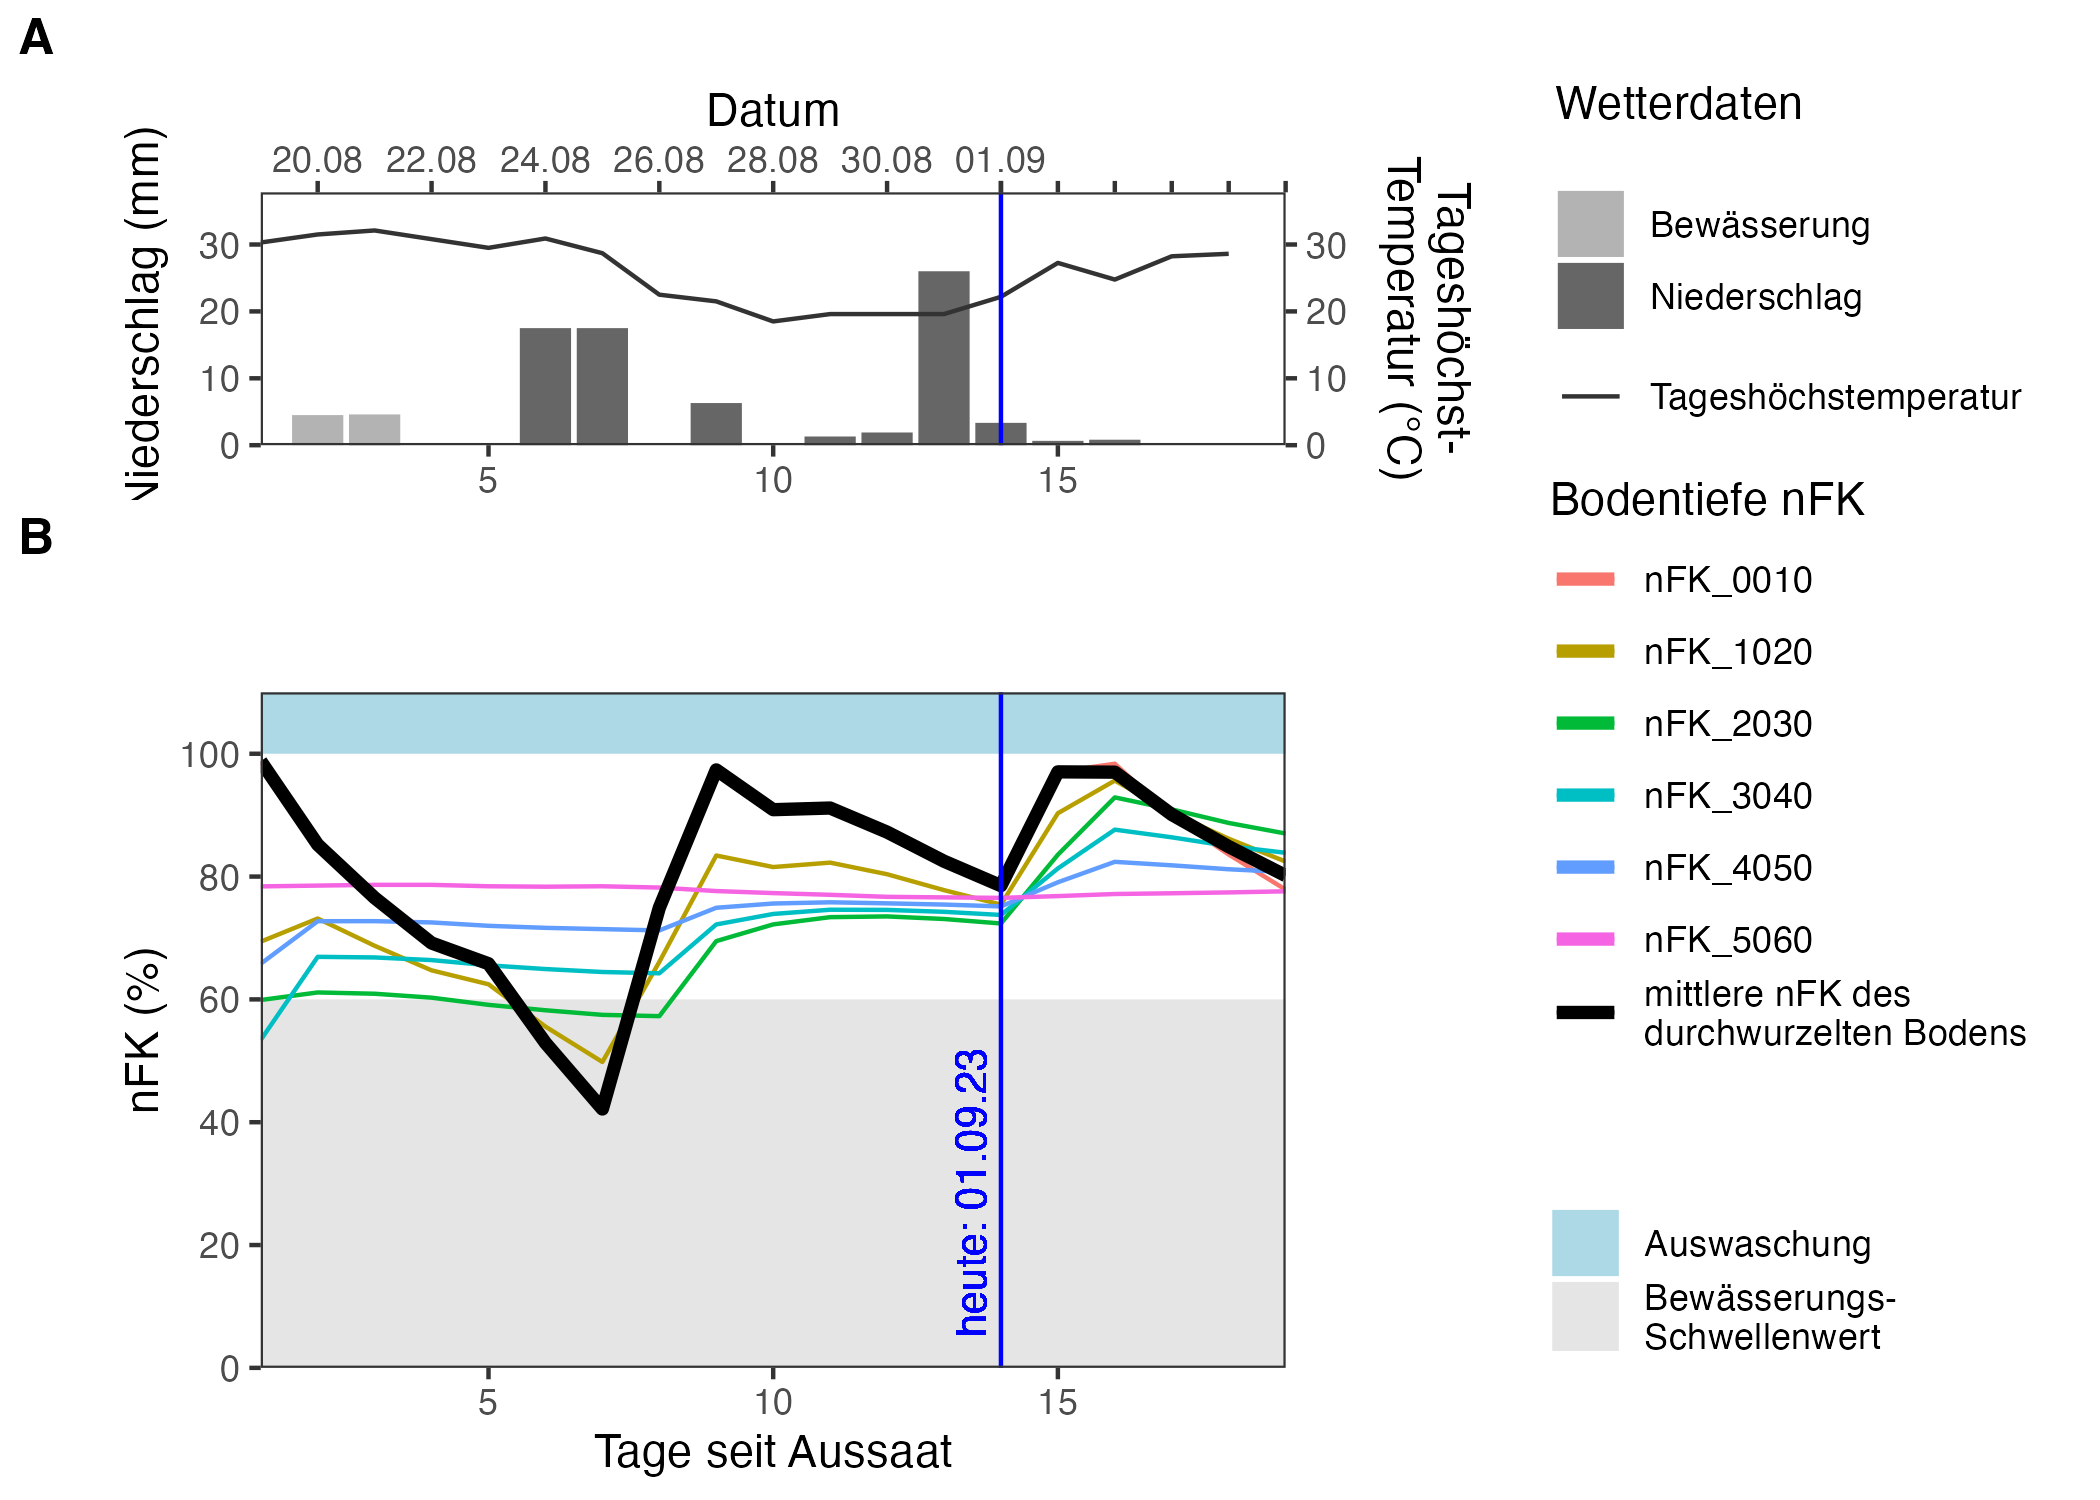 A
Datum
20.08 22.08 24.08 26.08 28.08 30.08 01.09
Niederschlag (mm)
30
20
10
0
30
20
10
0
Tageshöchst-
Temperatur (°C)
5 10 15
Wetterdaten
Bewässerung
Niederschlag
Tageshöchstemperatur
B
nFK (%)
100
80
60
40
20
0
heute: 01.09.23
5 10 15
Tage seit Aussaat
Bodentiefe nFK
nFK_0010
nFK_1020
nFK_2030
nFK_3040
nFK_4050
nFK_5060
mittlere nFK des
durchwurzelten Bodens
Auswaschung
Bewässerungs-
Schwellenwert